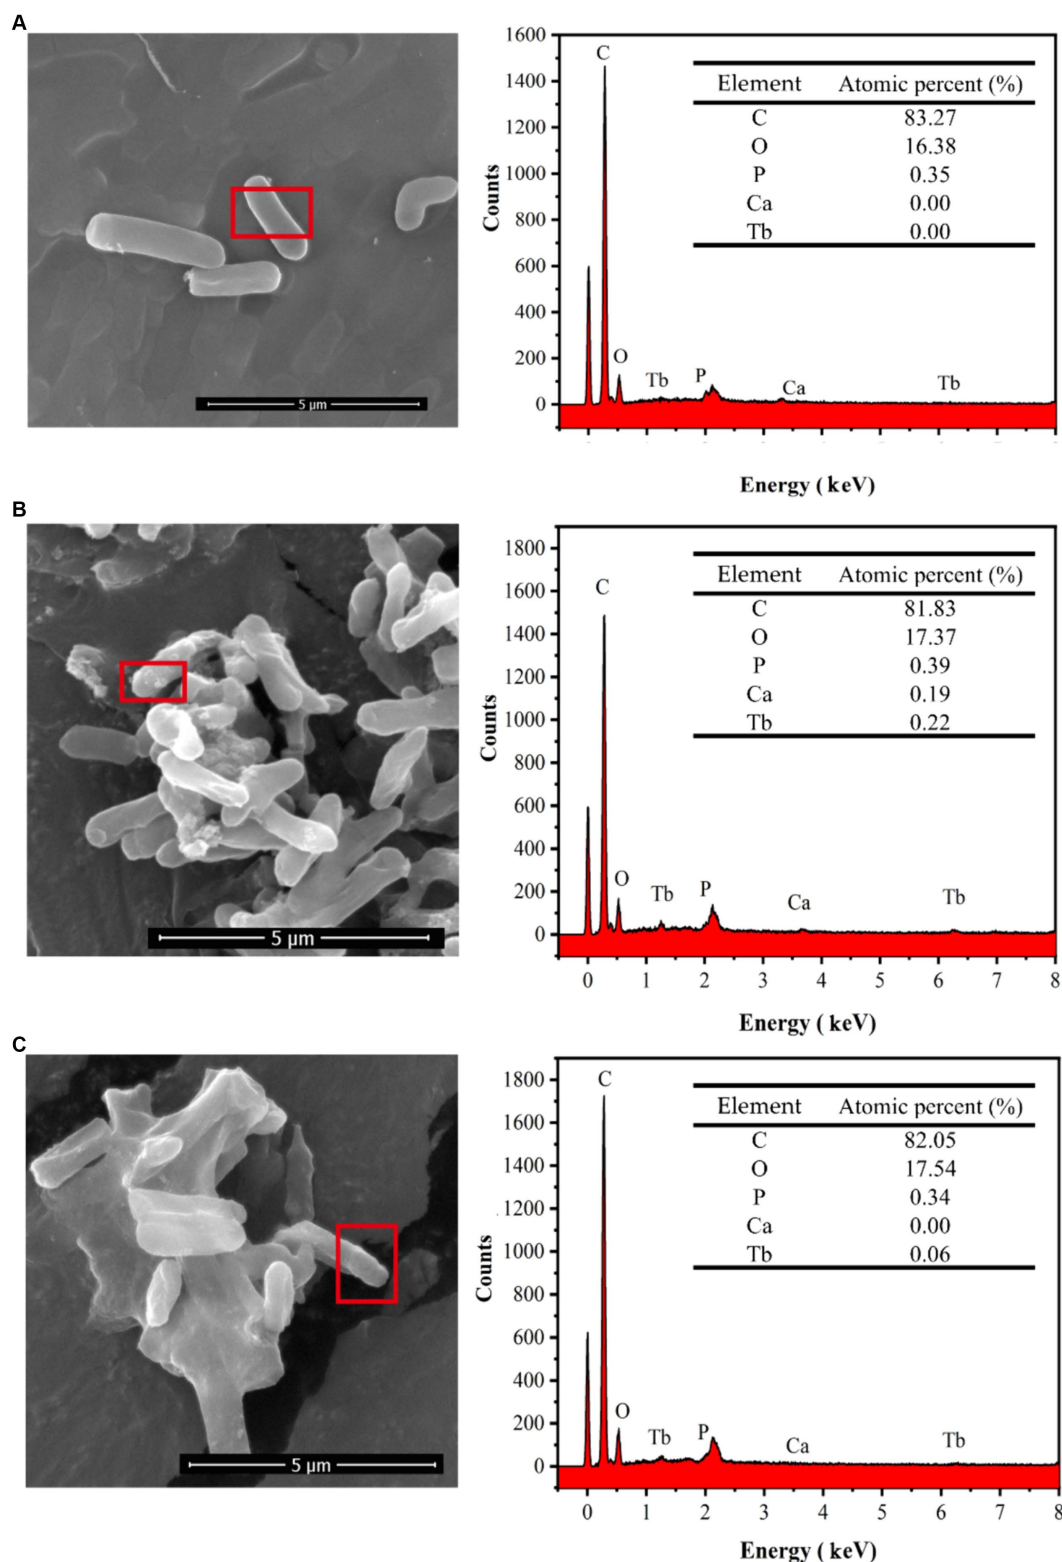 A
1600
1400
1200
1000
800
600
400
200
0
Counts
C
O
Tb
P
Ca
Tb
Element Atomic percent (%)
C 83.27
O 16.38
P 0.35
Ca 0.00
Tb 0.00
5 µm
Energy ( keV)
B
1800
1600
1400
1200
1000
800
600
400
200
0
Counts
C
O
Tb
P
Ca
Tb
Element Atomic percent (%)
C 81.83
O 17.37
P 0.39
Ca 0.19
Tb 0.22
5 µm
0 1 2 3 4 5 6 7 8
Energy ( keV)
C
1800
1600
1400
1200
1000
800
600
400
200
0
Counts
C
O
Tb
P
Ca
Tb
Element Atomic percent (%)
C 82.05
O 17.54
P 0.34
Ca 0.00
Tb 0.06
5 µm
0 1 2 3 4 5 6 7 8
Energy ( keV)